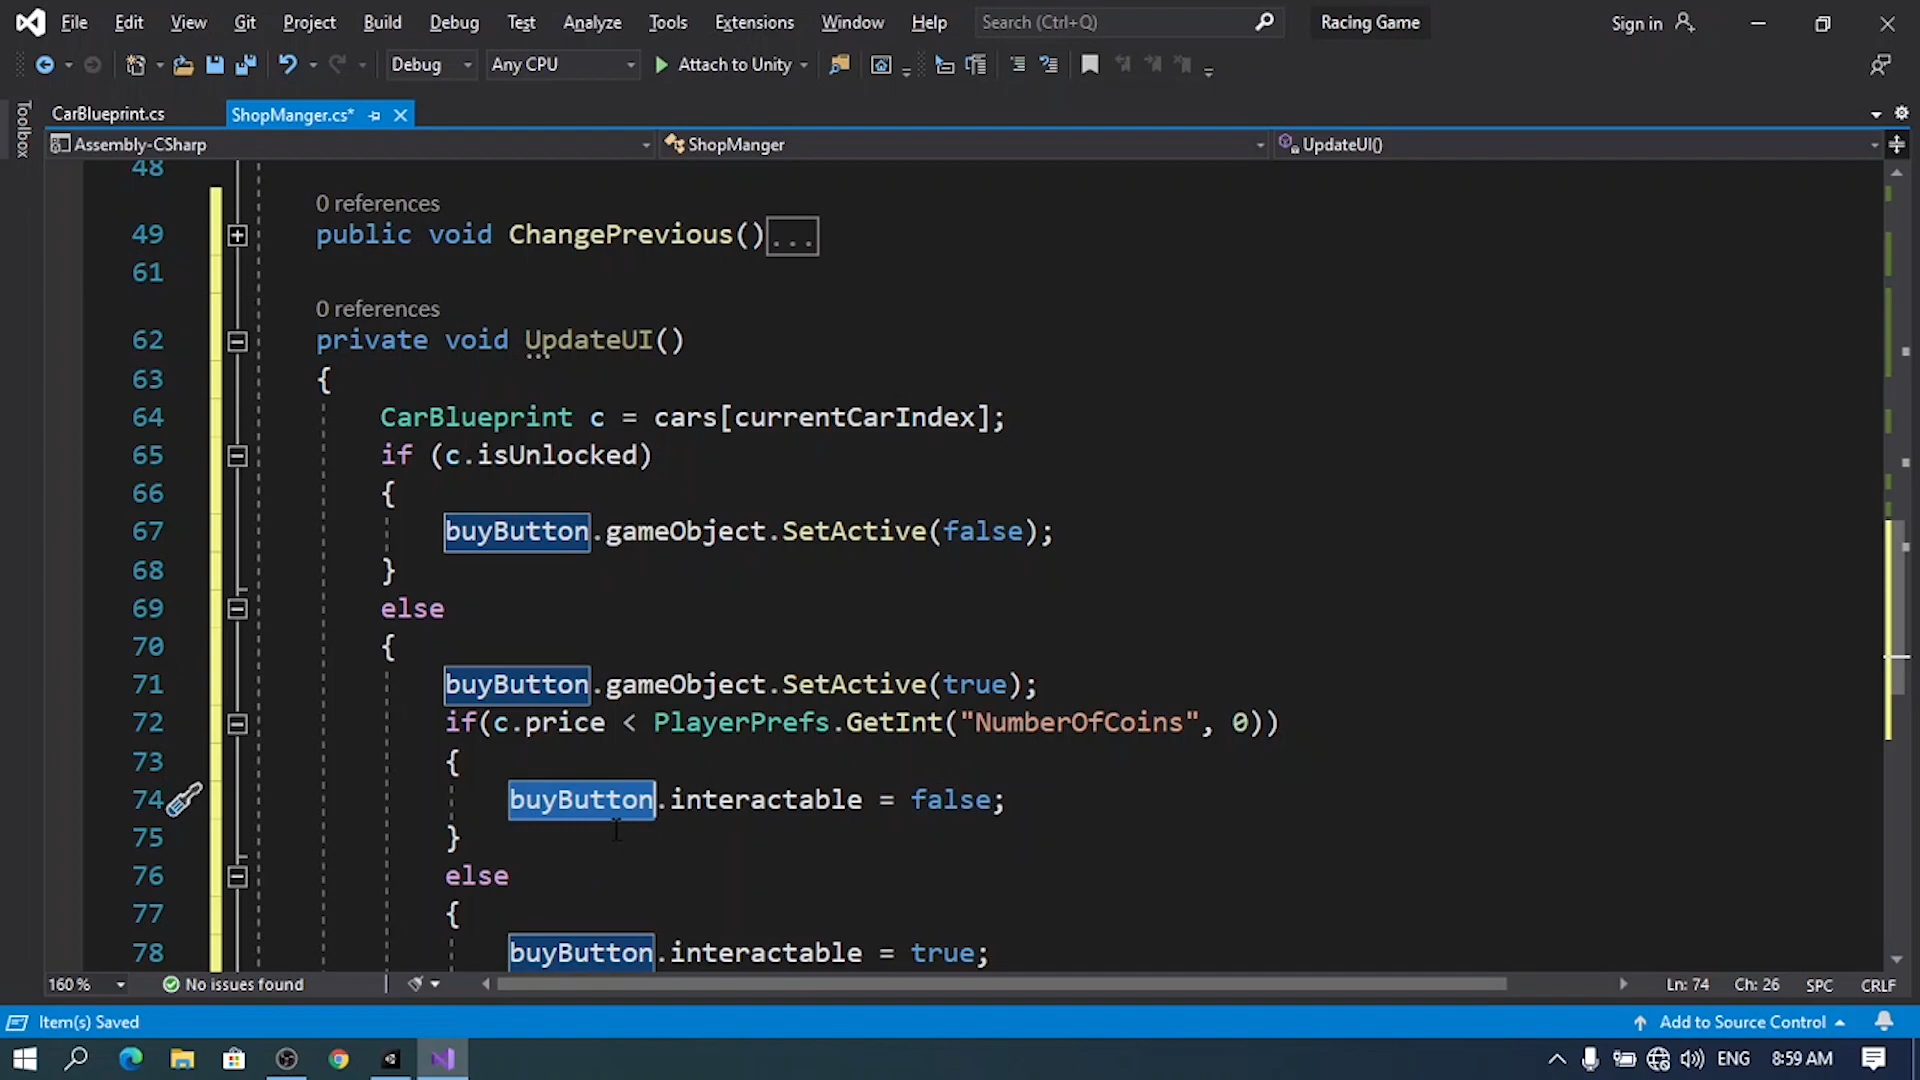 File Edit View Git Project Build Debug Test Analyze Tools Extensions Window Help Search (Ctrl+Q) Racing Game Sign in
Debug Any CPU Attach to Unity
Toolbox
CarBlueprint.cs ShopManger.cs*
Assembly-CSharp ShopManger UpdateUI()
48
0 references
49 public void ChangePrevious()...
61
0 references
62 private void UpdateUI()
63 {
64 CarBlueprint c = cars[currentCarIndex];
65 if (c.isUnlocked)
66 {
67 buyButton.gameObject.SetActive(false);
68 }
69 else
70 {
71 buyButton.gameObject.SetActive(true);
72 if(c.price < PlayerPrefs.GetInt("NumberOfCoins", 0))
73 {
74 buyButton.interactable = false;
75 }
76 else
77 {
78 buyButton.interactable = true;
160 % No issues found Ln: 74 Ch: 26 SPC CRLF
Item(s) Saved Add to Source Control
ENG 8:59 AM